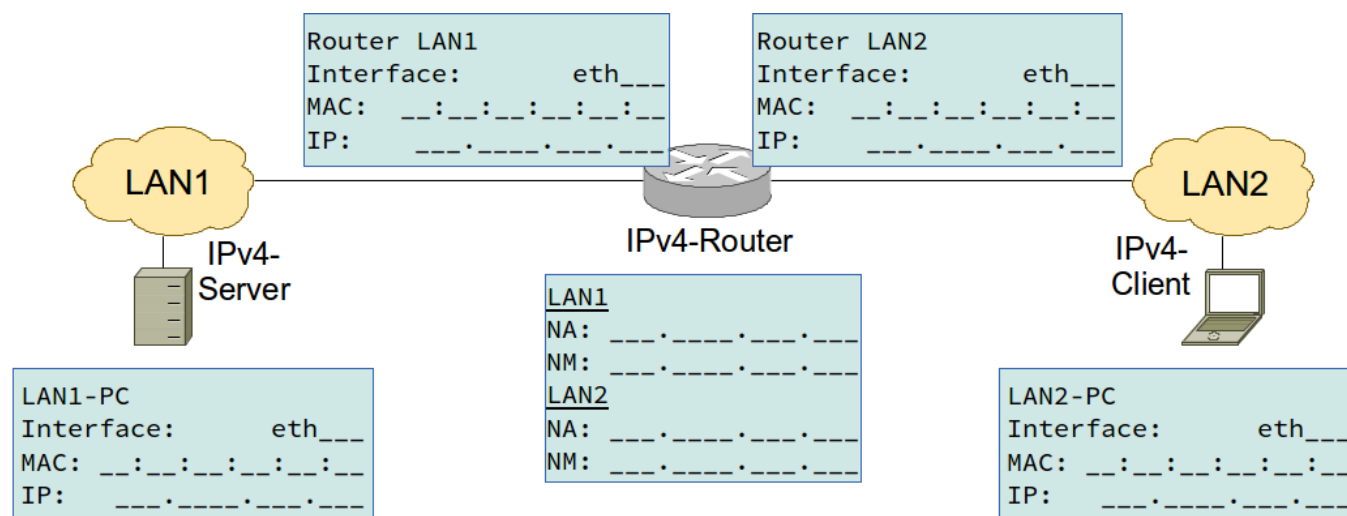 Router LAN1
Interface:       eth___
MAC:  __:__:__:__:__:__
IP:     ___.____.___.___
Router LAN2
Interface:       eth___
MAC:  __:__:__:__:__:__
IP:     ___.____.___.___
LAN1
LAN2
IPv4-Router
IPv4-
Server
IPv4-
Client
LAN1
NA: ___.____.___.___
NM: ___.____.___.___
LAN2
NA: ___.____.___.___
NM: ___.____.___.___
LAN1-PC
Interface:      eth___
MAC: __:__:__:__:__:__
IP:   ___.____.___.___
LAN2-PC
Interface:      eth___
MAC: __:__:__:__:__:__
IP:   ___.____.___.___